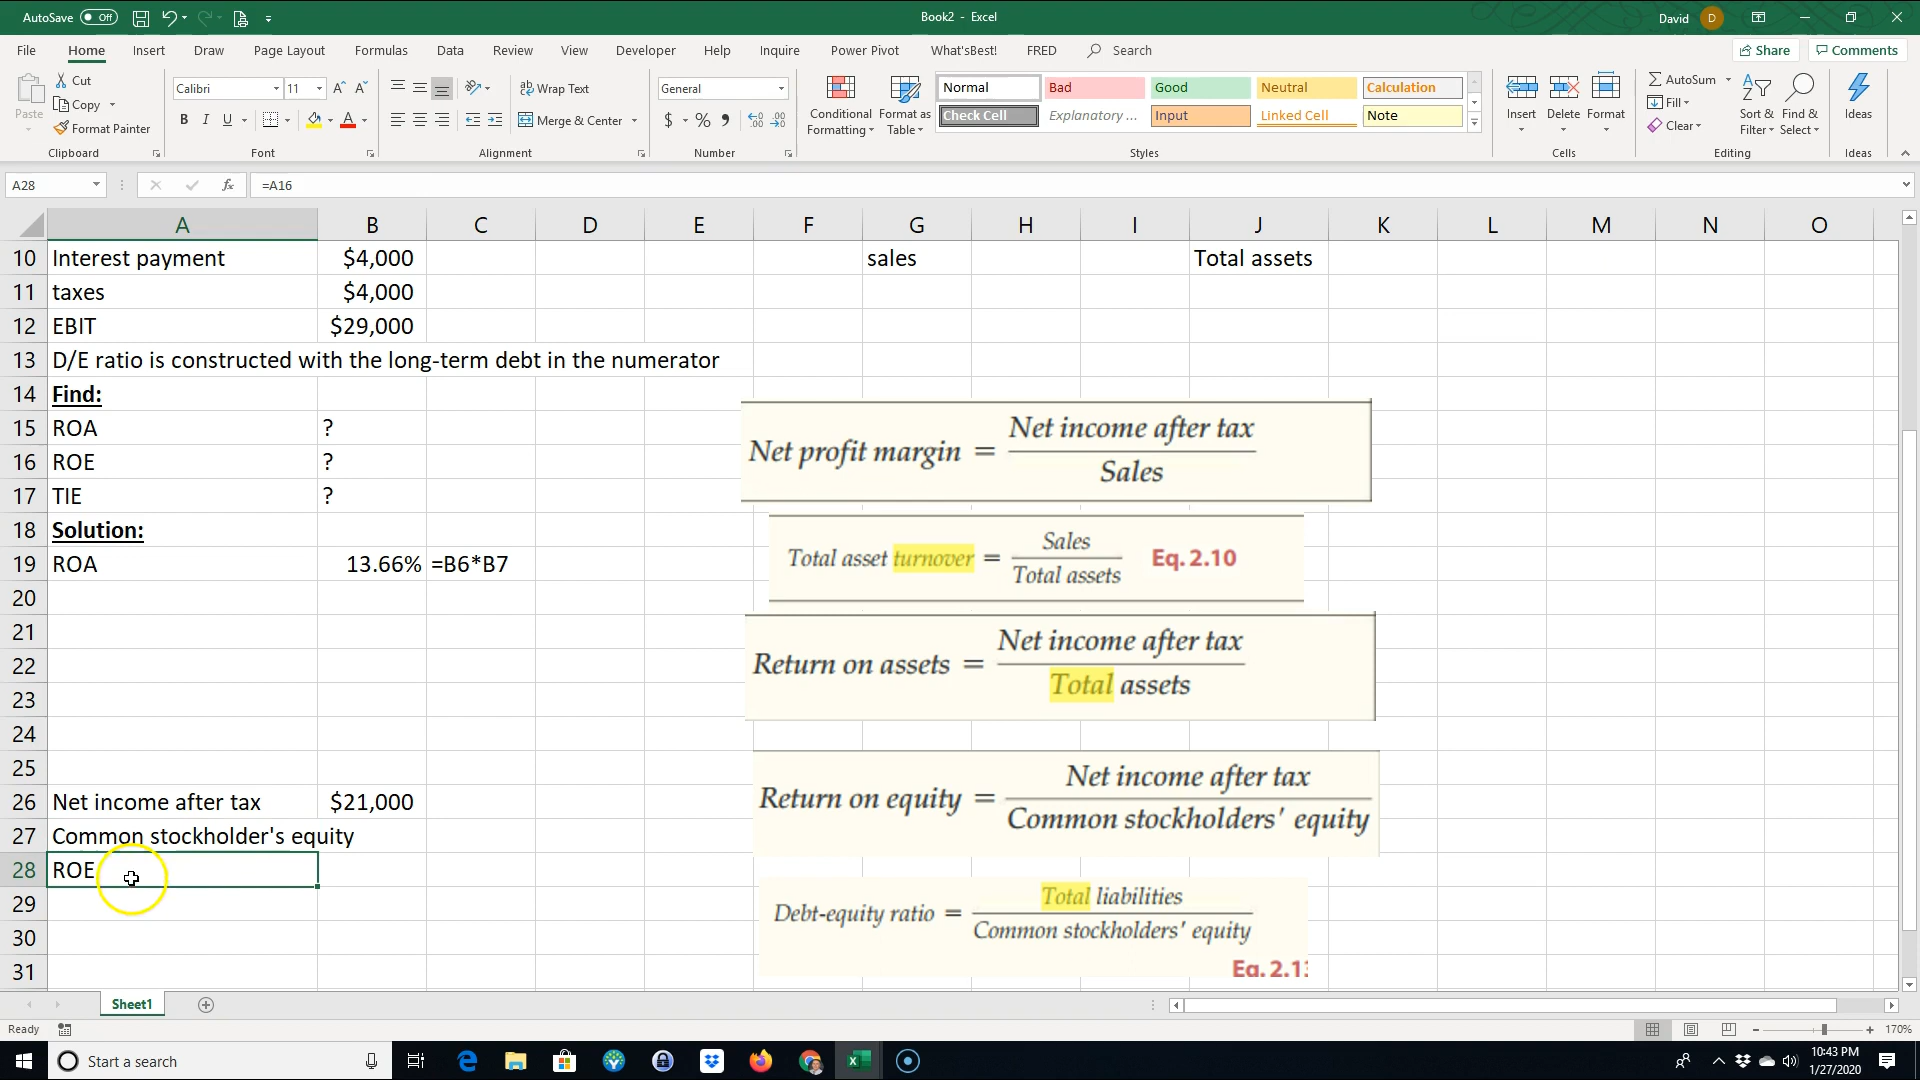 AutoSave Off
Book2 - Excel
David D
File Home Insert Draw Page Layout Formulas Data Review View Developer Help Inquire Power Pivot What'sBest! FRED Search Share Comments
Paste
Cut
Copy
Format Painter
Clipboard
Calibri 11
B I U
Font
Wrap Text
Merge & Center
Alignment
General
$ % ,
Number
Conditional Formatting
Format as Table
Normal Bad Good Neutral Calculation
Check Cell Explanatory ... Input Linked Cell Note
Styles
Insert Delete Format
Cells
AutoSum
Fill
Clear
Sort & Filter
Find & Select
Editing
Ideas
Ideas
A28 fx =A16
A B C D E F G H I J K L M N O
10 Interest payment $4,000 sales Total assets
11 taxes $4,000
12 EBIT $29,000
13 D/E ratio is constructed with the long-term debt in the numerator
14 Find:
15 ROA ?
16 ROE ?
17 TIE ?
18 Solution:
19 ROA 13.66% =B6*B7
20
21
22
23
24
25
26 Net income after tax $21,000
27 Common stockholder's equity
28 ROE
29
30
31
Net profit margin = Net income after tax
Sales
Total asset turnover = Sales
Total assets
Eq. 2.10
Return on assets = Net income after tax
Total assets
Return on equity = Net income after tax
Common stockholders' equity
Debt-equity ratio = Total liabilities
Common stockholders' equity
Eq. 2.13
Sheet1
Ready
170%
Start a search
10:43 PM
1/27/2020